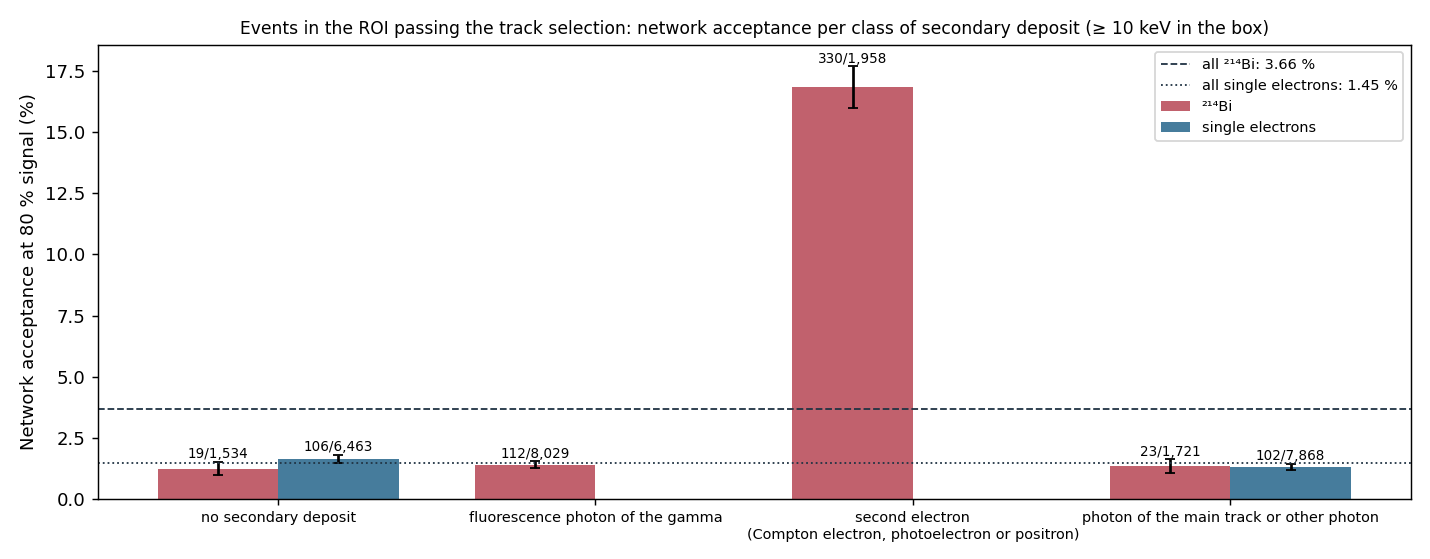 Events in the ROI passing the track selection: network acceptance per class of secondary deposit (≥ 10 keV in the box)
Network acceptance at 80 % signal (%)
17.5
15.0
12.5
10.0
7.5
5.0
2.5
0.0
all ²¹⁴Bi: 3.66 %
all single electrons: 1.45 %
²¹⁴Bi
single electrons
19/1,534
106/6,463
112/8,029
330/1,958
23/1,721
102/7,868
no secondary deposit
fluorescence photon of the gamma
second electron
(Compton electron, photoelectron or positron)
photon of the main track or other photon